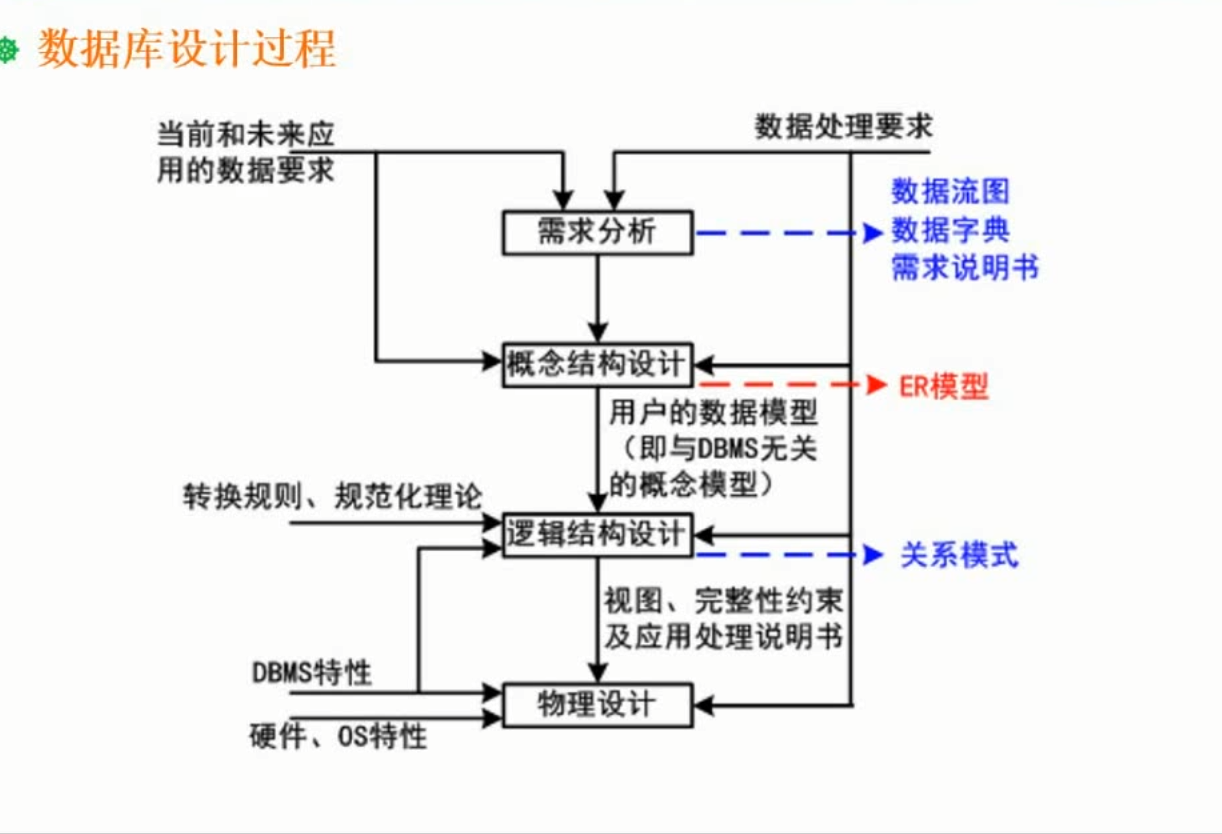 数据库设计过程
当前和未来应
用的数据要求
数据处理要求
数据流图
数据字典
需求说明书
需求分析
概念结构设计
ER模型
用户的数据模型
（即与DBMS无关
的概念模型）
转换规则、规范化理论
逻辑结构设计
关系模式
视图、完整性约束
及应用处理说明书
DBMS特性
物理设计
硬件、OS特性